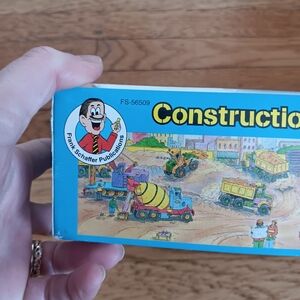 FS-56509
Constructio
Frank Schaffer Publications